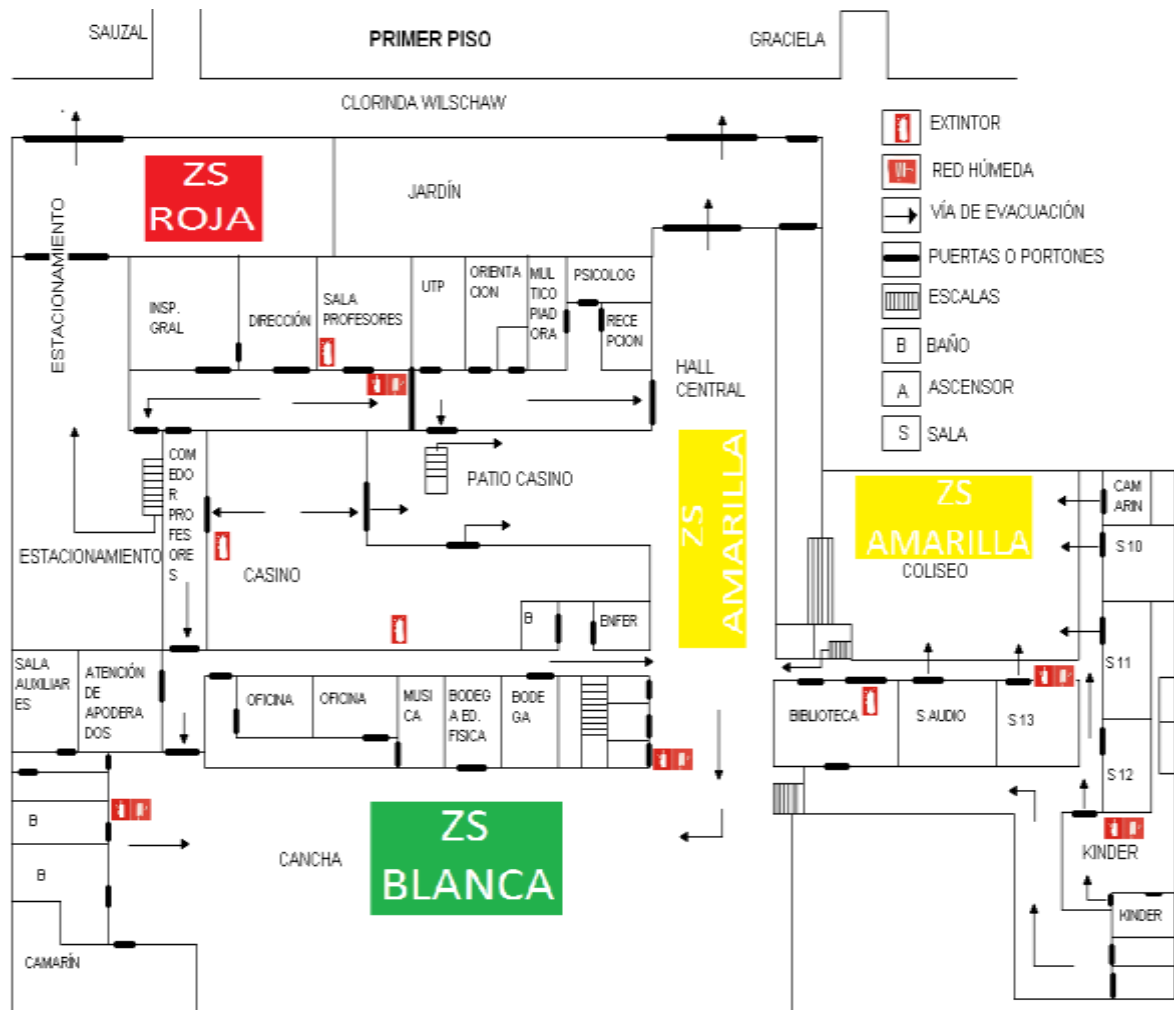 SAUZAL
PRIMER PISO
GRACIELA
CLORINDA WILSCHAW
EXTINTOR
RED HÚMEDA
VÍA DE EVACUACIÓN
PUERTAS O PORTONES
ESCALAS
B BAÑO
A ASCENSOR
S SALA
ZS
ROJA
JARDÍN
ESTACIONAMIENTO
INSP.
GRAL
DIRECCIÓN
SALA
PROFESORES
UTP
ORIENTA
CION
MUL
TICO
PIAD
ORA
PSICOLOG
RECE
PCION
HALL
CENTRAL
COM
EDO
R
PRO
FES
ORE
S
PATIO CASINO
ZS
AMARILLA
ZS
AMARILLA
COLISEO
CAM
ARIN
S10
ESTACIONAMIENTO
CASINO
B
ENFER
S11
SALA
AUXILIAR
ES
ATENCIÓN
DE
APODERA
DOS
OFICINA
OFICINA
MUSI
CA
BODEG
A ED.
FISICA
BODE
GA
BIBLIOTECA
S AUDIO
S13
S12
B
B
CANCHA
ZS
BLANCA
KINDER
KINDER
CAMARÍN